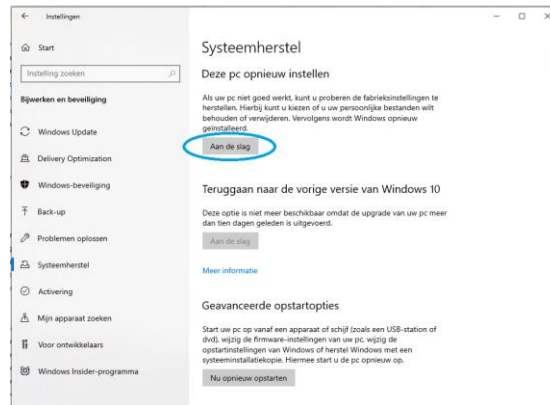 Instellingen
Start
Instelling zoeken
Bijwerken en beveiliging
Windows Update
Delivery Optimization
Windows-beveiliging
Back-up
Problemen oplossen
Systeemherstel
Activering
Mijn apparaat zoeken
Voor ontwikkelaars
Windows Insider-programma
Systeemherstel
Deze pc opnieuw instellen
Als uw pc niet goed werkt, kunt u proberen de fabrieksinstellingen te
herstellen. Hierbij kunt u kiezen of u uw persoonlijke bestanden wilt
behouden of verwijderen. Vervolgens wordt Windows opnieuw
geïnstalleerd.
Aan de slag
Teruggaan naar de vorige versie van Windows 10
Deze optie is niet meer beschikbaar omdat de upgrade van uw pc meer
dan tien dagen geleden is uitgevoerd.
Aan de slag
Meer informatie
Geavanceerde opstartopties
Start uw pc op vanaf een apparaat of schijf (zoals een USB-station of
dvd), wijzig de firmware-instellingen van uw pc, wijzig de
opstartinstellingen van Windows of herstel Windows met een
systeeminstallatiekopie. Hiermee start u de pc opnieuw op.
Nu opnieuw opstarten